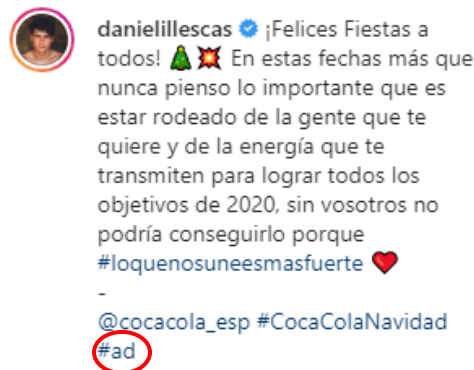 danielillescas ¡Felices Fiestas a
todos! 🎄💥 En estas fechas más que
nunca pienso lo importante que es
estar rodeado de la gente que te
quiere y de la energía que te
transmiten para lograr todos los
objetivos de 2020, sin vosotros no
podría conseguirlo porque
#loquenosuneesmasfuerte ❤️
-
@cocacola_esp #CocaColaNavidad
#ad